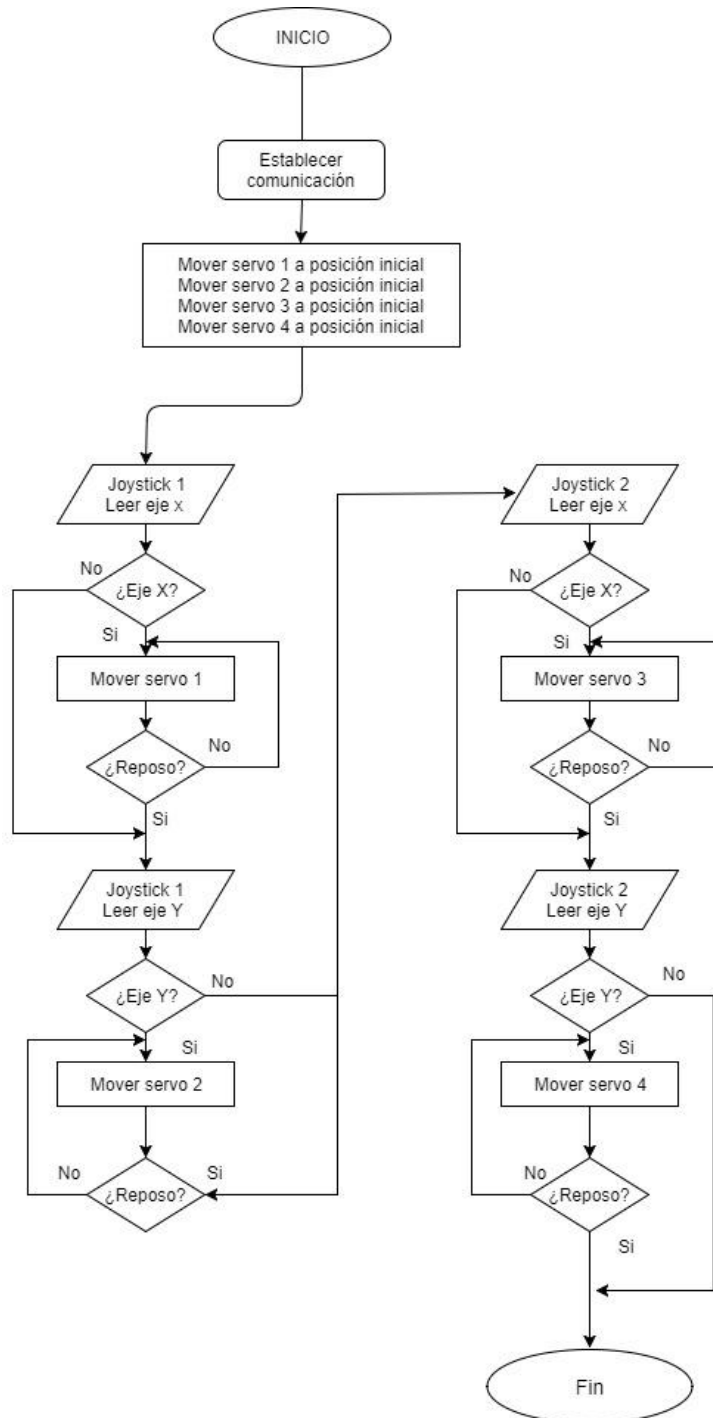 INICIO
Establecer
comunicación
Mover servo 1 a posición inicial
Mover servo 2 a posición inicial
Mover servo 3 a posición inicial
Mover servo 4 a posición inicial
Joystick 1
Leer eje x
No
¿Eje X?
Si
Mover servo 1
¿Reposo?
No
Si
Joystick 1
Leer eje Y
¿Eje Y?
No
Si
Mover servo 2
No
¿Reposo?
Si
Joystick 2
Leer eje x
No
¿Eje X?
Si
Mover servo 3
¿Reposo?
No
Si
Joystick 2
Leer eje Y
¿Eje Y?
No
Si
Mover servo 4
No
¿Reposo?
Si
Fin